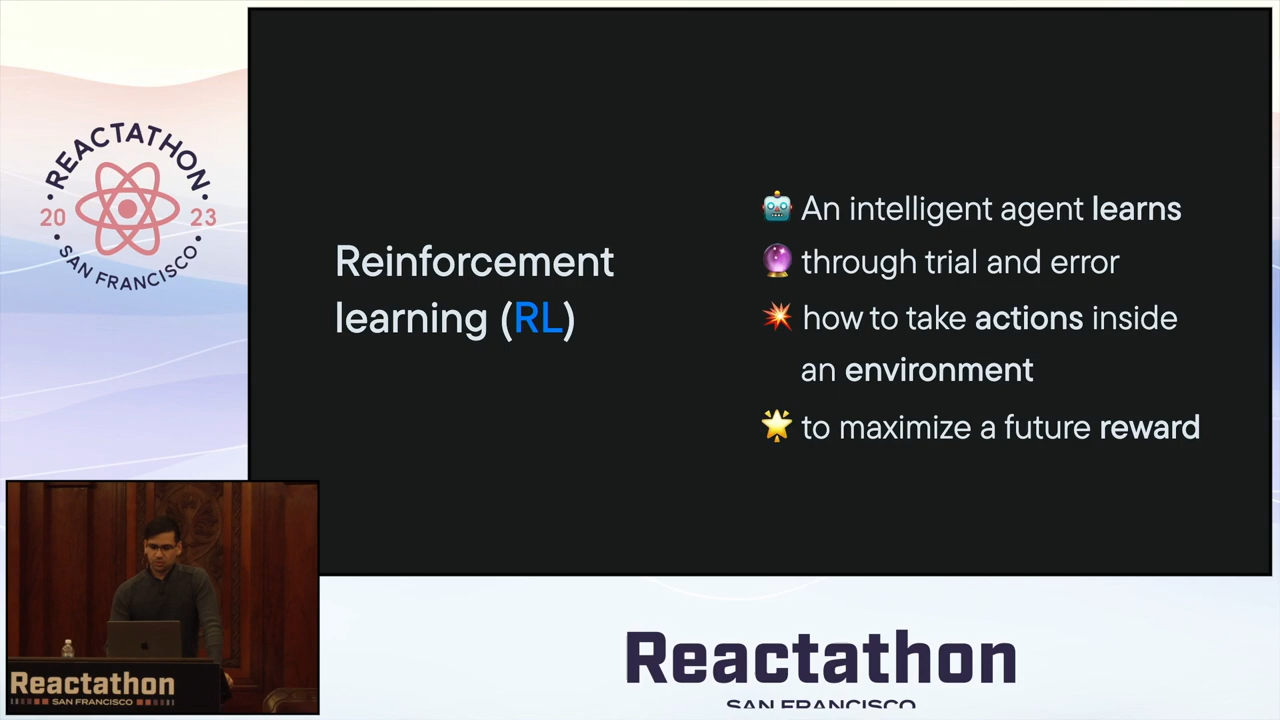 REACTATHON
20 23
SAN FRANCISCO
Reinforcement
learning (RL)
An intelligent agent learns
through trial and error
how to take actions inside
an environment
to maximize a future reward
Reactathon
SAN FRANCISCO
Reactathon
SAN FRANCISCO